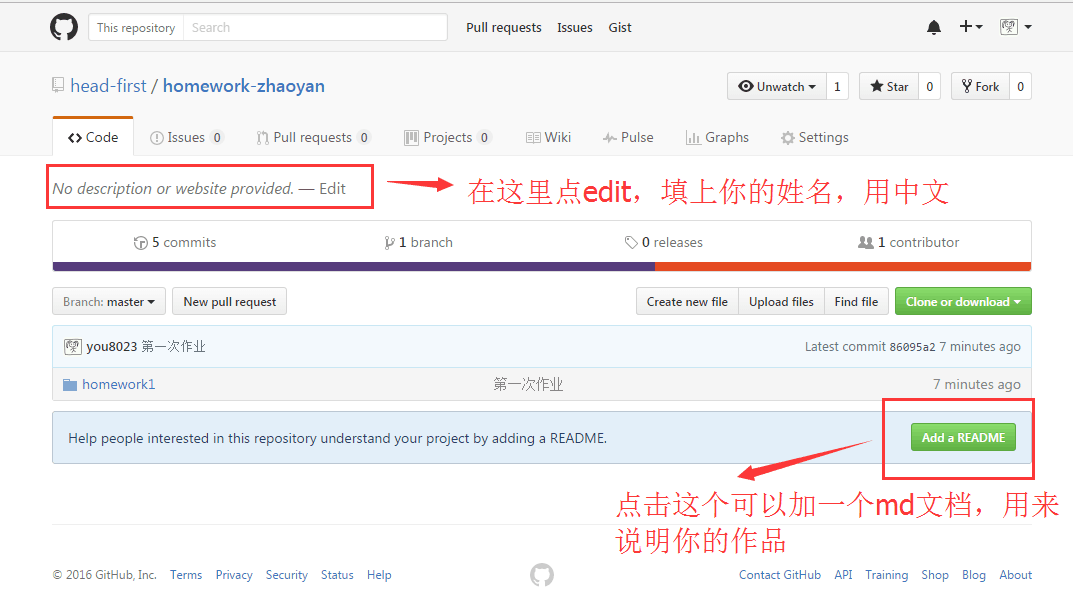 This repository Search Pull requests Issues Gist
head-first / homework-zhaoyan Unwatch 1 Star 0 Fork 0
Code Issues 0 Pull requests 0 Projects 0 Wiki Pulse Graphs Settings
No description or website provided. — Edit
在这里点edit，填上你的姓名，用中文
5 commits 1 branch 0 releases 1 contributor
Branch: master New pull request Create new file Upload files Find file Clone or download
you8023 第一次作业 Latest commit 86095a2 7 minutes ago
homework1 第一次作业 7 minutes ago
Help people interested in this repository understand your project by adding a README. Add a README
点击这个可以加一个md文档，用来
说明你的作品
© 2016 GitHub, Inc. Terms Privacy Security Status Help Contact GitHub API Training Shop Blog About